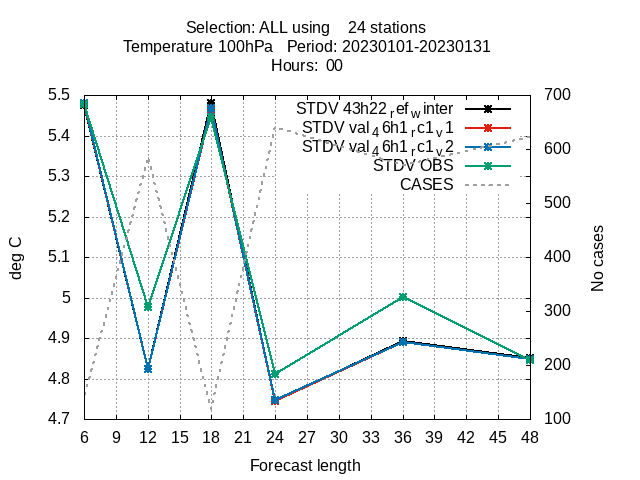 Selection: ALL using    24 stations
Temperature 100hPa   Period: 20230101-20230131
Hours:  00
STDV 43h22refwinter
STDV val46h1rc1v1
STDV val46h1rc1v2
STDV OBS
CASES
5.5
5.4
5.3
5.2
5.1
5
4.9
4.8
4.7
deg C
700
600
500
400
300
200
100
No cases
6 9 12 15 18 21 24 27 30 33 36 39 42 45 48
Forecast length